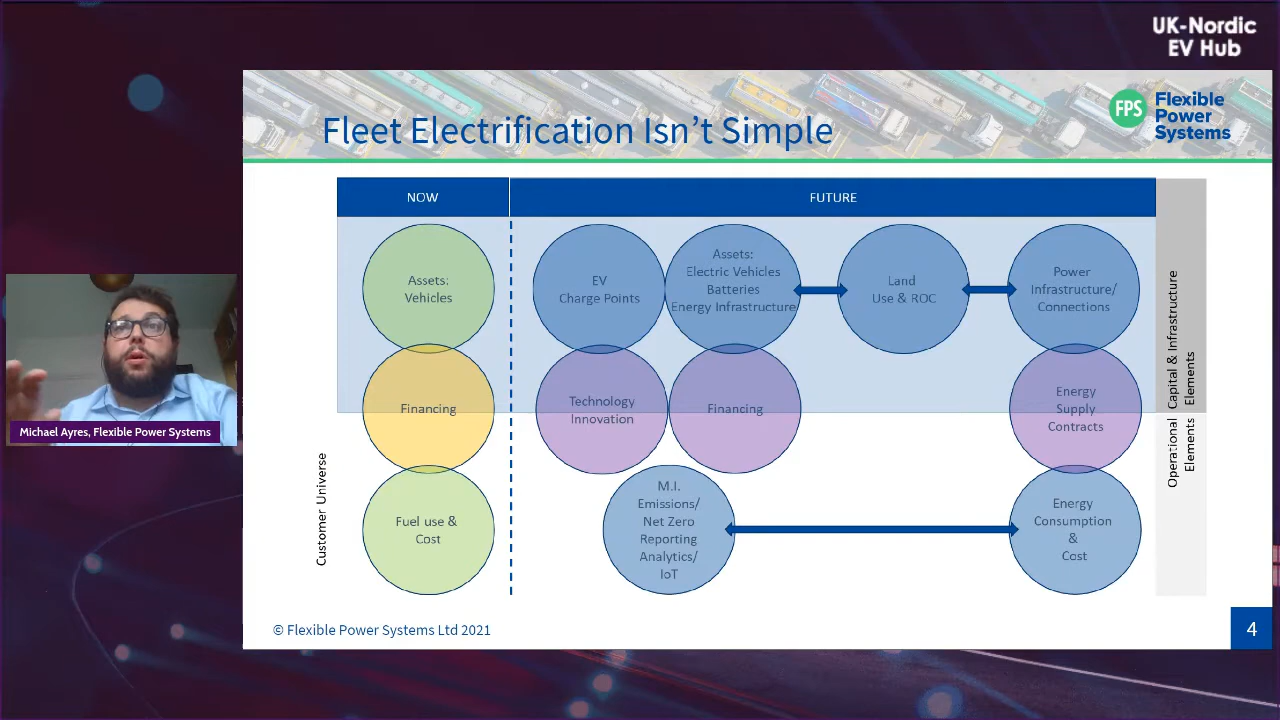 UK-Nordic
EV Hub
Fleet Electrification Isn't Simple
FPS
Flexible
Power
Systems
NOW
FUTURE
Assets:
Vehicles
EV
Charge Points
Assets:
Electric Vehicles
Batteries
Energy Infrastructure
Land
Use & ROC
Power
Infrastructure/
Connections
Financing
Technology
Innovation
Financing
Energy
Supply
Contracts
Fuel use &
Cost
M.I.
Emissions/
Net Zero
Reporting
Analytics/
IoT
Energy
Consumption
&
Cost
Customer Universe
Capital & Infrastructure
Elements
Operational
Elements
Michael Ayres, Flexible Power Systems
© Flexible Power Systems Ltd 2021
4